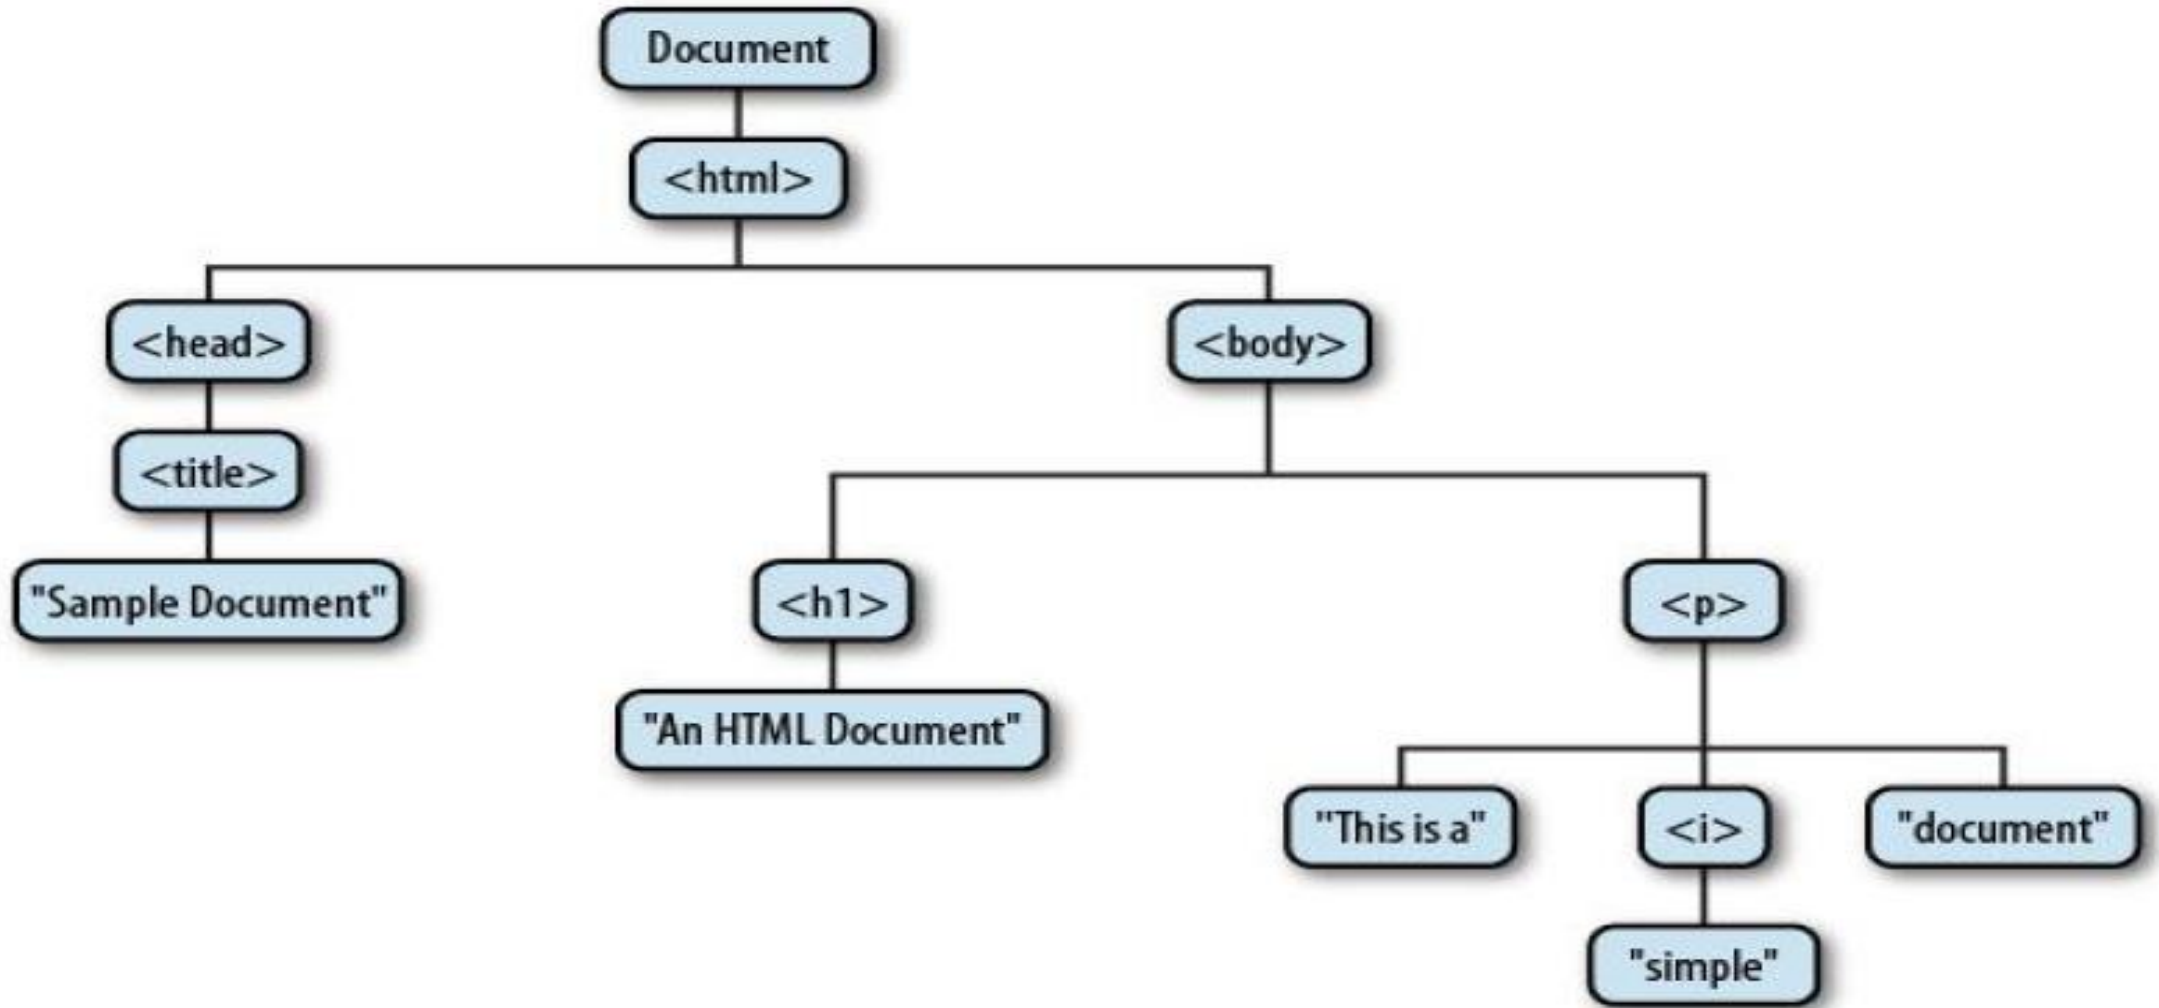 Document
<html>
<head>
<body>
<title>
"Sample Document"
<h1>
<p>
"An HTML Document"
"This is a"
<i>
"document"
"simple"